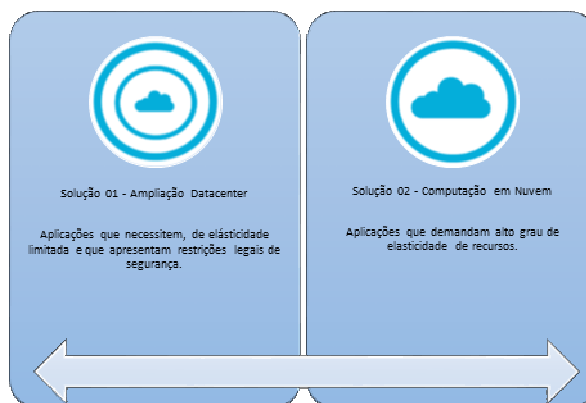 Solução 01 - Ampliação Datacenter
Aplicações que necessitem, de elásticidade
limitada e que apresentam restrições legais de
segurança.
Solução 02 - Computação em Nuvem
Aplicações que demandam alto grau de
elasticidade de recursos.